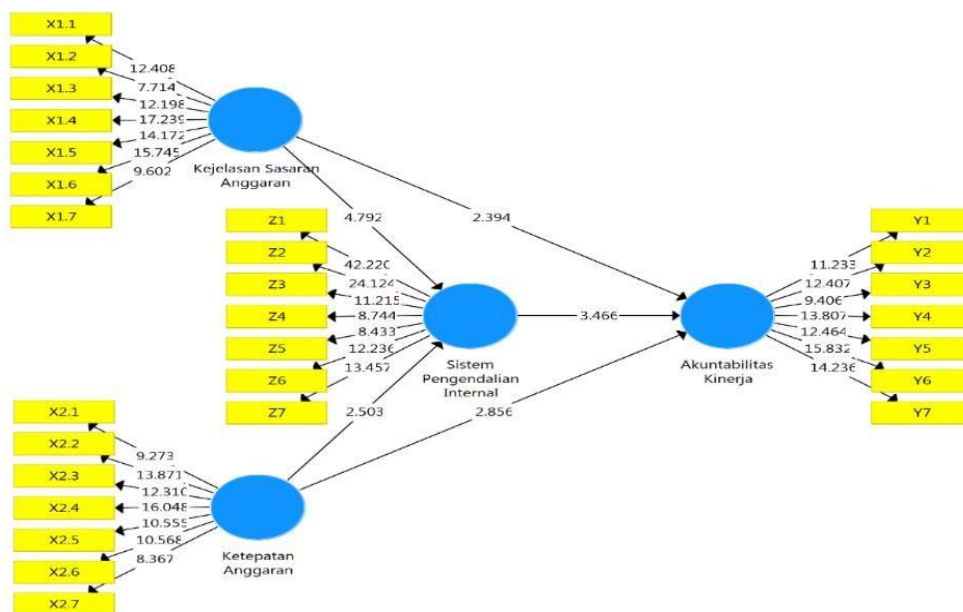 X1.1
X1.2
X1.3
X1.4
X1.5
X1.6
X1.7
12.408
7.714
12.198
17.239
14.172
15.745
9.602
Kejelasan Sasaran
Anggaran
4.792
2.394
Z1
Z2
Z3
Z4
Z5
Z6
Z7
42.220
24.124
11.215
8.744
8.433
12.236
13.457
Sistem
Pengendalian
Internal
3.466
Akuntabilitas
Kinerja
11.233
12.407
9.406
13.807
12.464
15.832
14.236
Y1
Y2
Y3
Y4
Y5
Y6
Y7
2.503
2.856
X2.1
X2.2
X2.3
X2.4
X2.5
X2.6
X2.7
9.273
13.871
12.310
16.048
10.555
10.568
8.367
Ketepatan
Anggaran